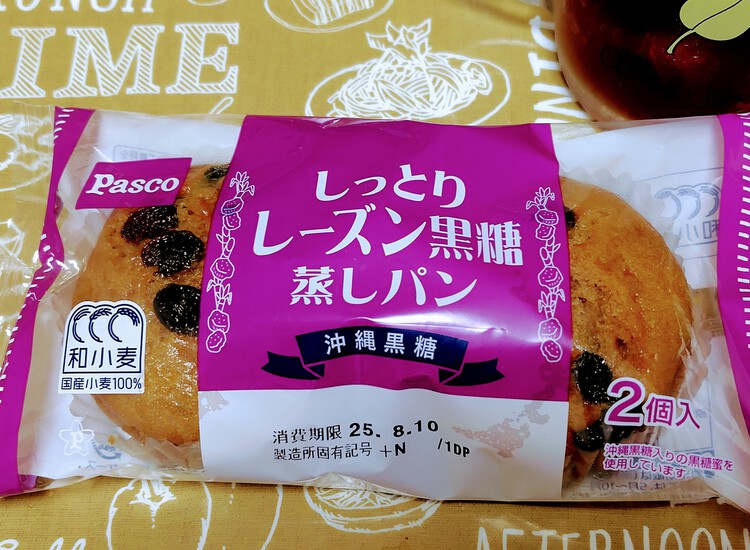 IME
Pasco
しっとり
レーズン黒糖
蒸しパン
沖縄黒糖
和小麦
国産小麦100%
消費期限 25. 8.10
製造所固有記号 +N /1DP
2個入
沖縄黒糖入りの黒糖蜜を
使用しています
AFTERNOON